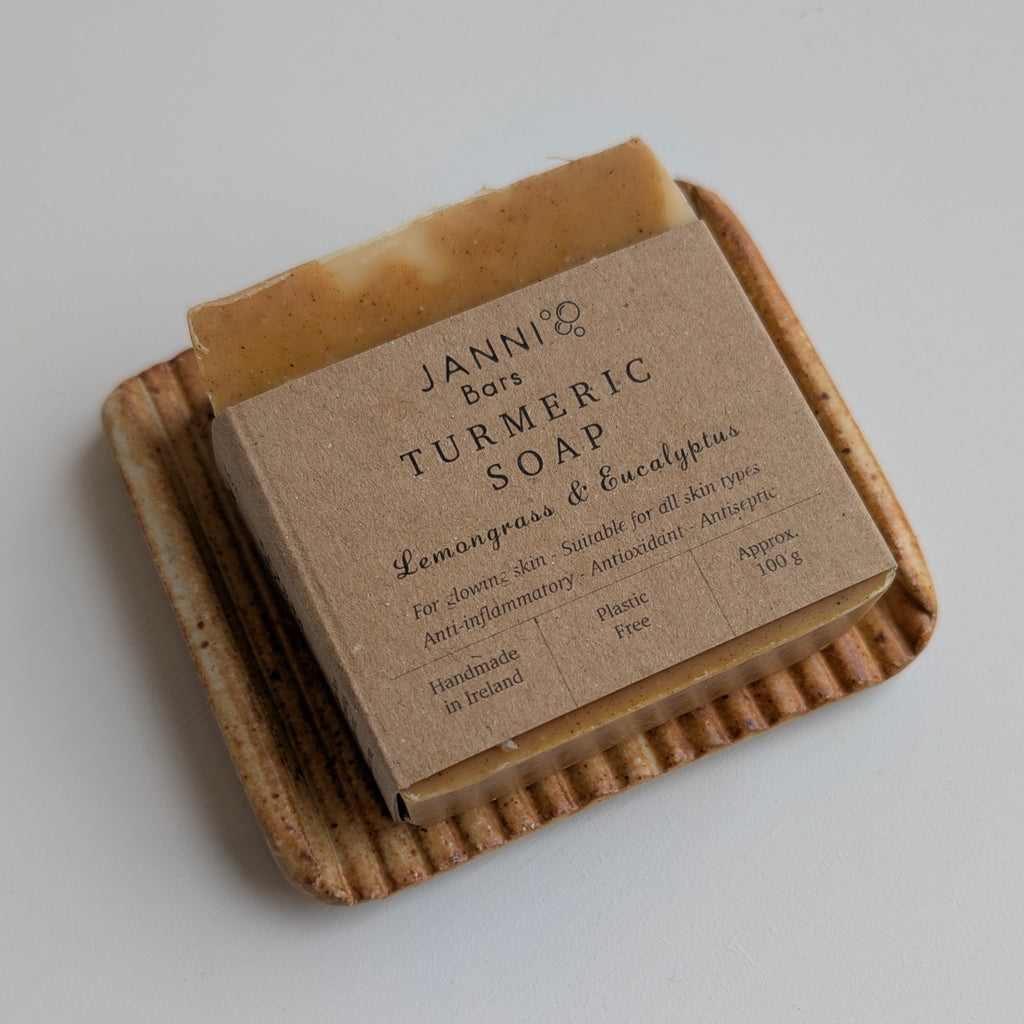 JANNI
Bars
TURMERIC
SOAP
Lemongrass & Eucalyptus
For glowing skin - Suitable for all skin types
Anti-inflammatory - Antioxidant - Antiseptic
Handmade
in Ireland
Plastic
Free
Approx.
100 g